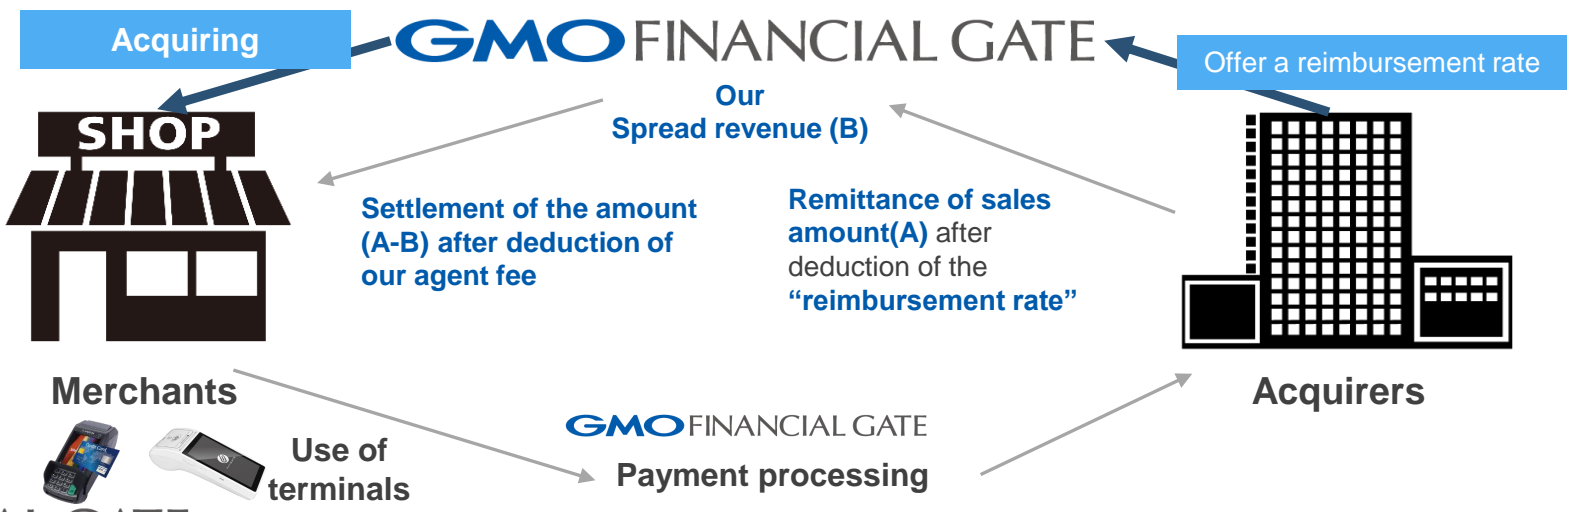 Acquiring
GMO FINANCIAL GATE
Offer a reimbursement rate
SHOP
Our
Spread revenue (B)
Settlement of the amount
(A-B) after deduction of
our agent fee
Remittance of sales
amount(A) after
deduction of the
“reimbursement rate”
Merchants
Acquirers
GMO FINANCIAL GATE
Payment processing
Use of
terminals